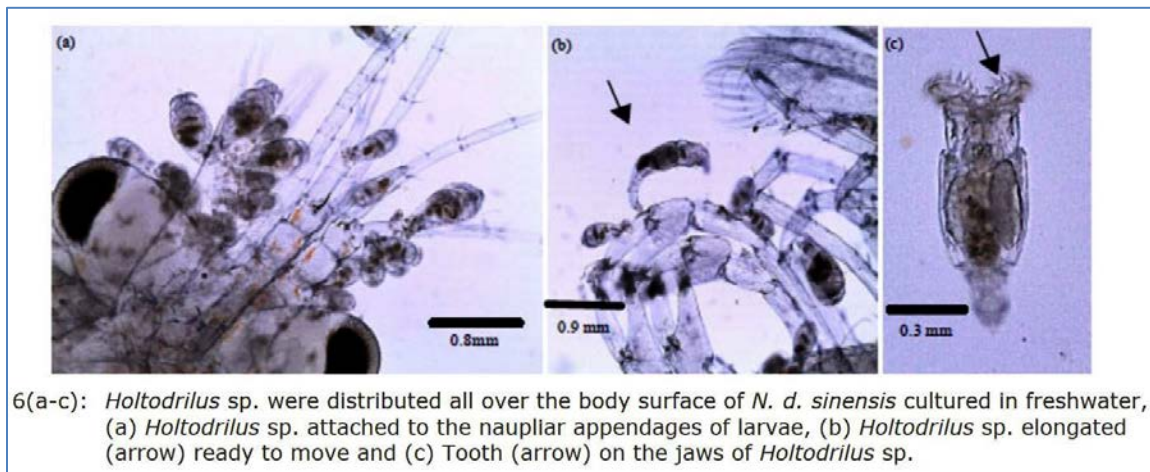 (a)
(b)
(c)
0.8mm
0.9 mm
0.3 mm
6(a-c): Holtodrilus sp. were distributed all over the body surface of N. d. sinensis cultured in freshwater,
(a) Holtodrilus sp. attached to the naupliar appendages of larvae, (b) Holtodrilus sp. elongated
(arrow) ready to move and (c) Tooth (arrow) on the jaws of Holtodrilus sp.